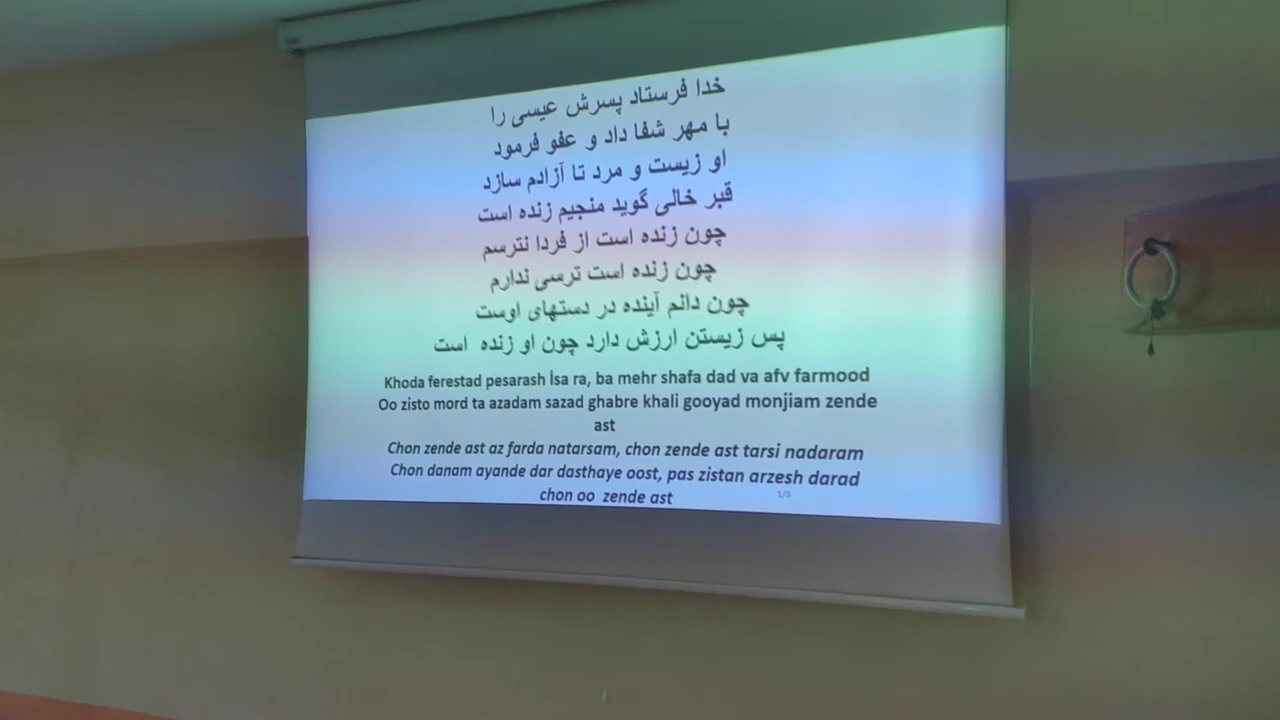 خدا فرستاد پسرش عیسی را
با مهر شفا داد و عفو فرمود
او زیست و مرد تا آزادم سازد
قبر خالی گوید منجیم زنده است
چون زنده است از فردا نترسم
چون زنده است ترسی ندارم
چون دانم آینده در دستهای اوست
پس زیستن ارزش دارد چون او زنده است
Khoda ferestad pesarash İsa ra, ba mehr shafa dad va afv farmood
Oo zisto mord ta azadam sazad ghabre khali gooyad monjiam zende
ast
Chon zende ast az farda natarsam, chon zende ast tarsi nadaram
Chon danam ayande dar dasthaye oost, pas zistan arzesh darad
chon oo zende ast
1/3